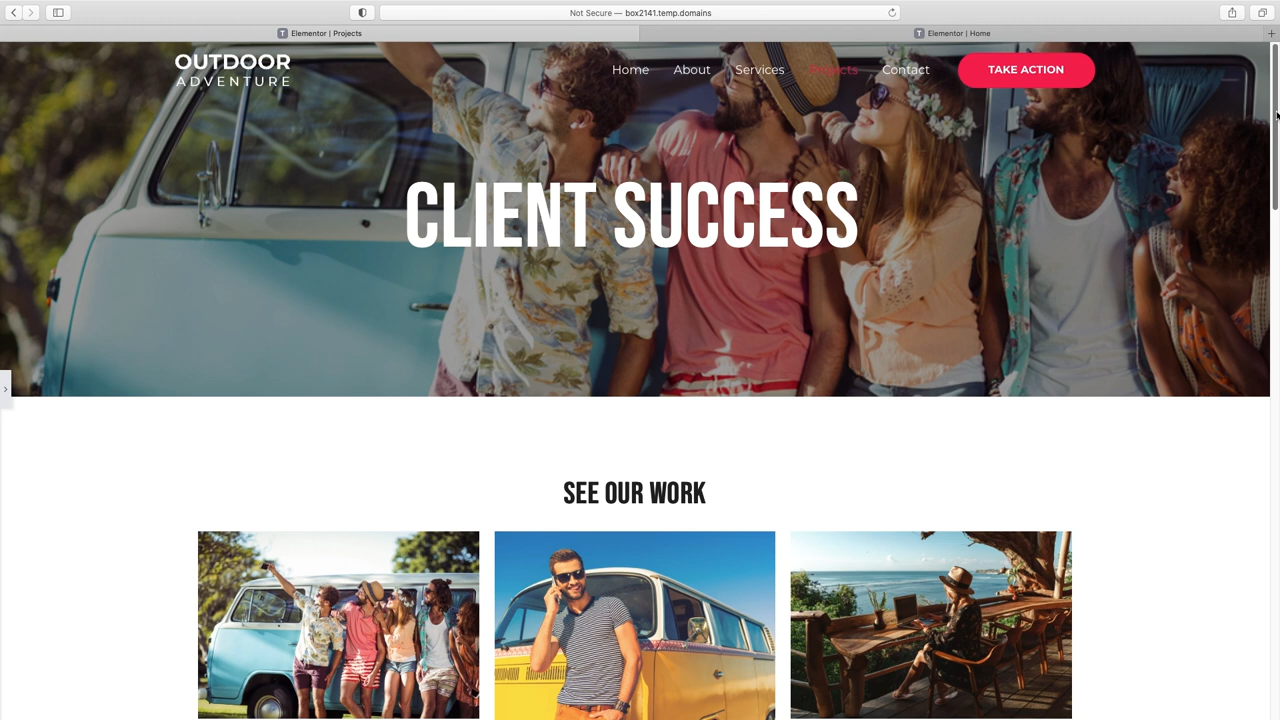 Not Secure — box2141.temp.domains
T Elementor | Projects
T Elementor | Home
OUTDOOR
ADVENTURE
Home About Services Projects Contact TAKE ACTION
CLIENT SUCCESS
SEE OUR WORK